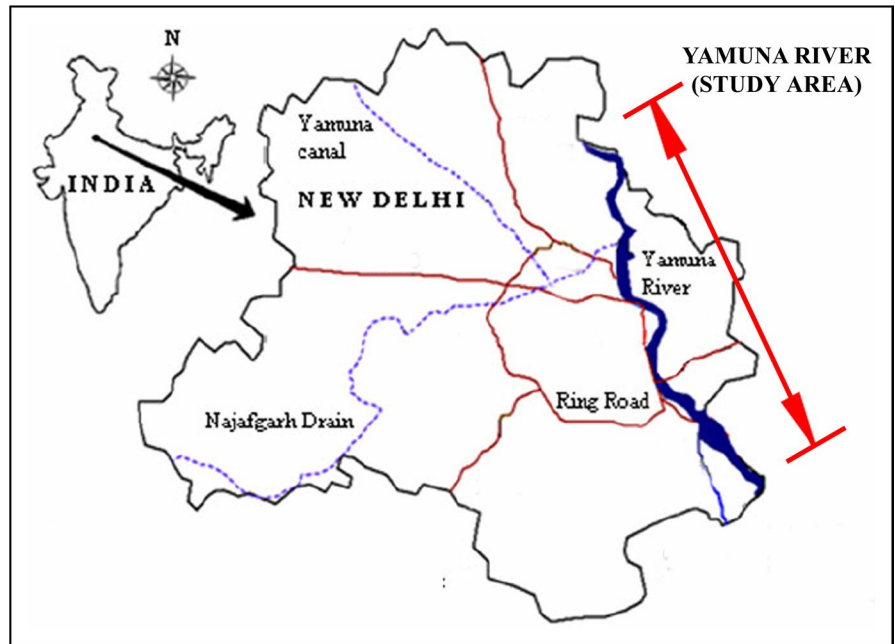 N
YAMUNA RIVER
(STUDY AREA)
Yamuna
canal
INDIA
NEW DELHI
Yamuna
River
Ring Road
Najafgarh Drain
: